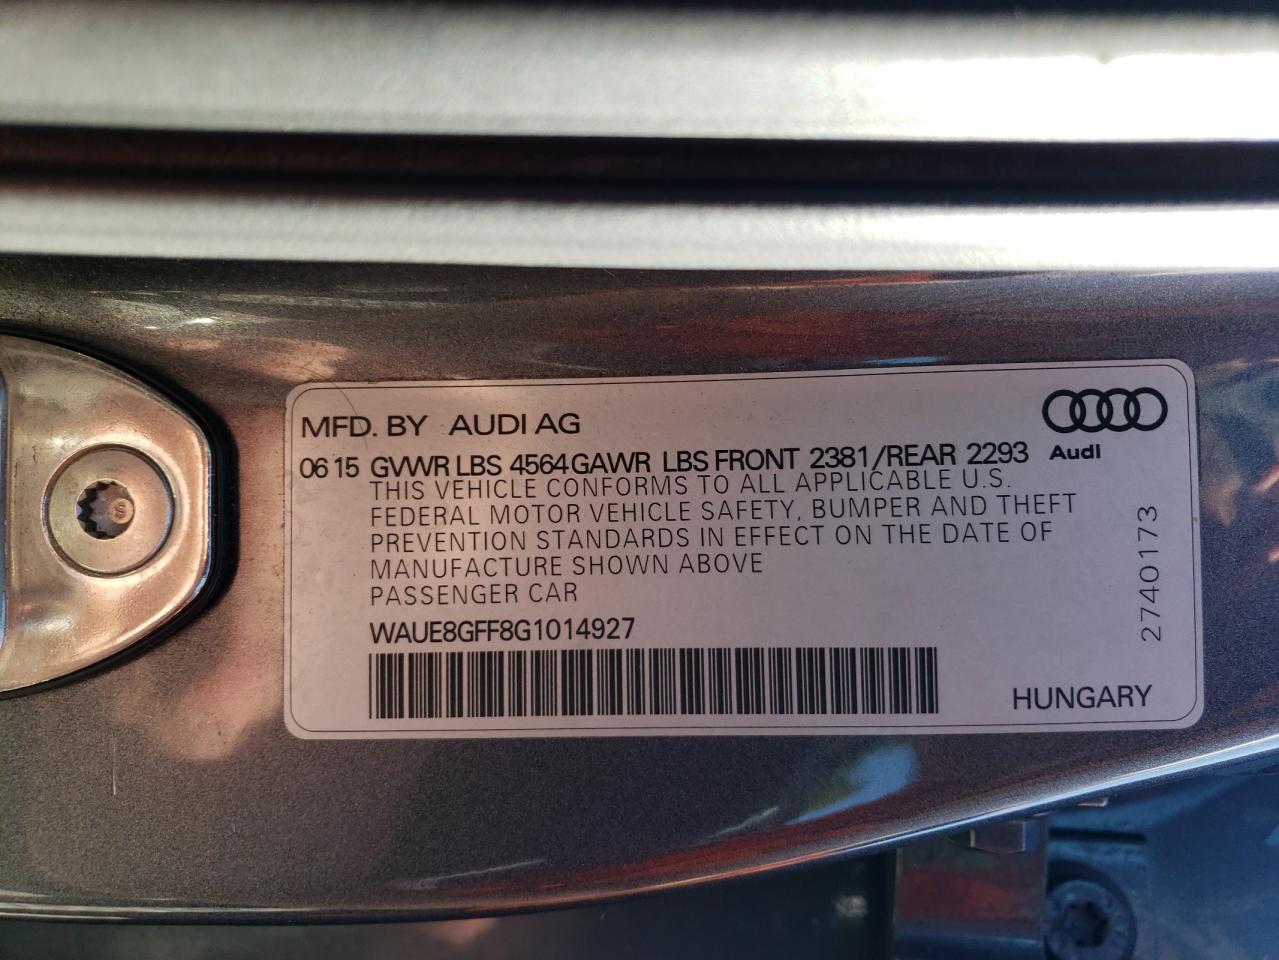 MFD. BY AUDI AG
06 15 GVWR LBS 4564 GAWR LBS FRONT 2381/REAR 2293
Audi
THIS VEHICLE CONFORMS TO ALL APPLICABLE U.S.
FEDERAL MOTOR VEHICLE SAFETY, BUMPER AND THEFT
PREVENTION STANDARDS IN EFFECT ON THE DATE OF
MANUFACTURE SHOWN ABOVE
PASSENGER CAR
WAUE8GFF8G1014927
2740173
HUNGARY